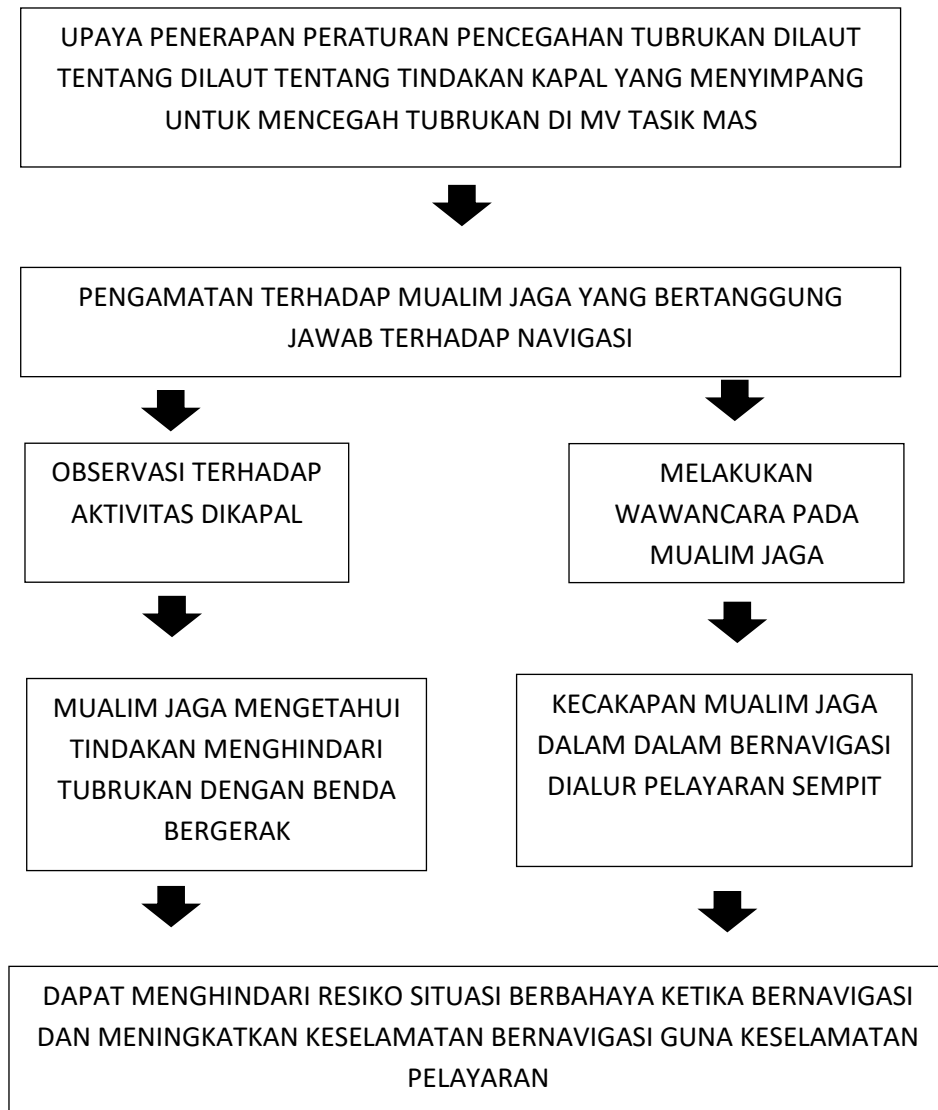 UPAYA PENERAPAN PERATURAN PENCEGAHAN TUBRUKAN DILAUT
TENTANG DILAUT TENTANG TINDAKAN KAPAL YANG MENYIMPANG
UNTUK MENCEGAH TUBRUKAN DI MV TASIK MAS
PENGAMATAN TERHADAP MUALIM JAGA YANG BERTANGGUNG
JAWAB TERHADAP NAVIGASI
OBSERVASI TERHADAP
AKTIVITAS DIKAPAL
MELAKUKAN
WAWANCARA PADA
MUALIM JAGA
MUALIM JAGA MENGETAHUI
TINDAKAN MENGHINDARI
TUBRUKAN DENGAN BENDA
BERGERAK
KECAKAPAN MUALIM JAGA
DALAM DALAM BERNAVIGASI
DIALUR PELAYARAN SEMPIT
DAPAT MENGHINDARI RESIKO SITUASI BERBAHAYA KETIKA BERNAVIGASI
DAN MENINGKATKAN KESELAMATAN BERNAVIGASI GUNA KESELAMATAN
PELAYARAN